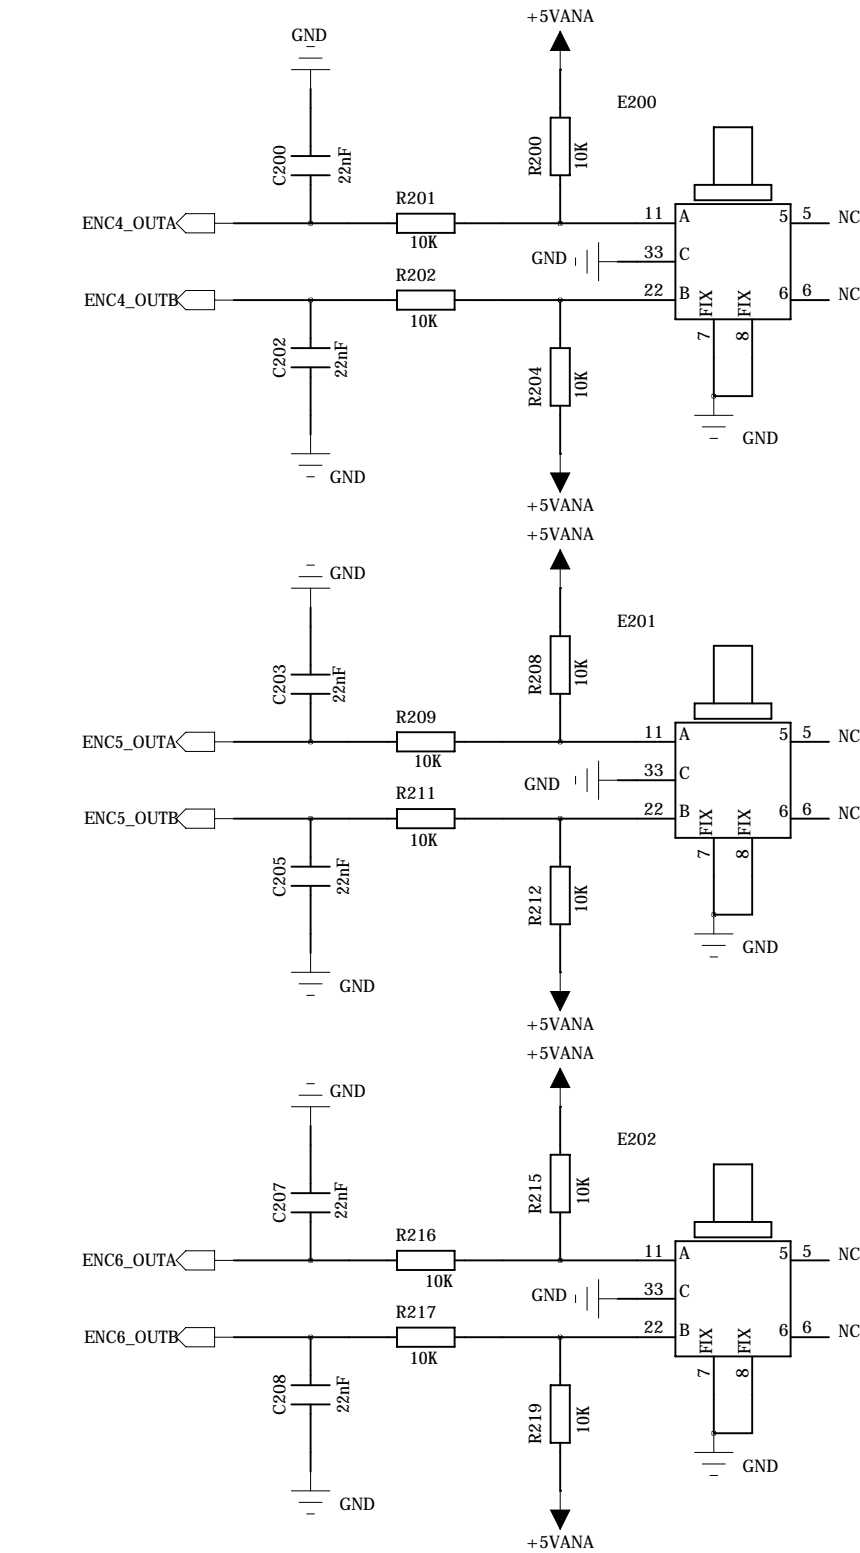 +5VANA
GND
E200
C200
22nF
R200
10K
R201
ENC4_OUTA
10K
11
A
5
5
NC
GND
33
C
R202
ENC4_OUTB
10K
22
B
FIX
FIX
6
6
NC
C202
22nF
7
8
R204
10K
GND
GND
+5VANA
+5VANA
GND
E201
C203
22nF
R208
10K
R209
ENC5_OUTA
10K
11
A
5
5
NC
GND
33
C
R211
ENC5_OUTB
10K
22
B
FIX
FIX
6
6
NC
C205
22nF
7
8
R212
10K
GND
GND
+5VANA
+5VANA
GND
E202
C207
22nF
R215
10K
R216
ENC6_OUTA
10K
11
A
5
5
NC
GND
33
C
R217
ENC6_OUTB
10K
22
B
FIX
FIX
6
6
NC
C208
22nF
7
8
R219
10K
GND
GND
+5VANA